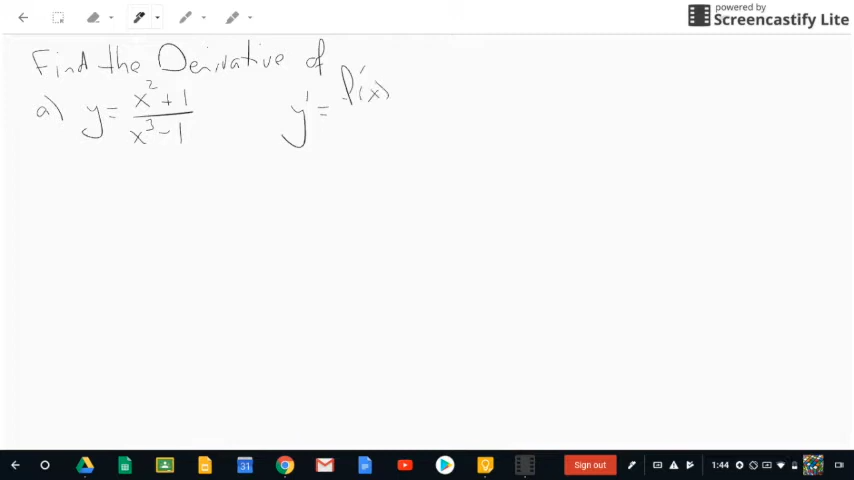 powered by
Screencastify Lite
Find the Derivative of
a) y = x² + 1 / x³ - 1    y' = f'(x)
31
Sign out
1:44